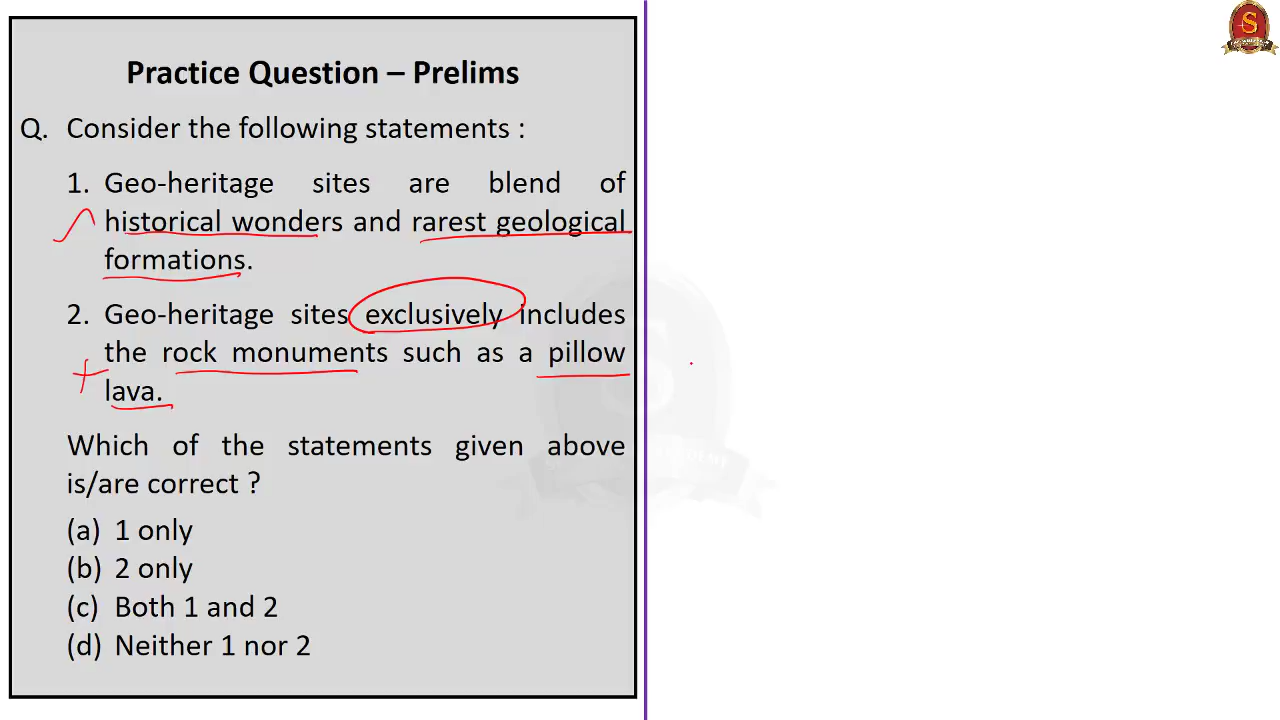 Practice Question – Prelims
Q. Consider the following statements :
1. Geo-heritage sites are blend of
historical wonders and rarest geological
formations.
2. Geo-heritage sites exclusively includes
the rock monuments such as a pillow
lava.
Which of the statements given above
is/are correct ?
(a) 1 only
(b) 2 only
(c) Both 1 and 2
(d) Neither 1 nor 2
S